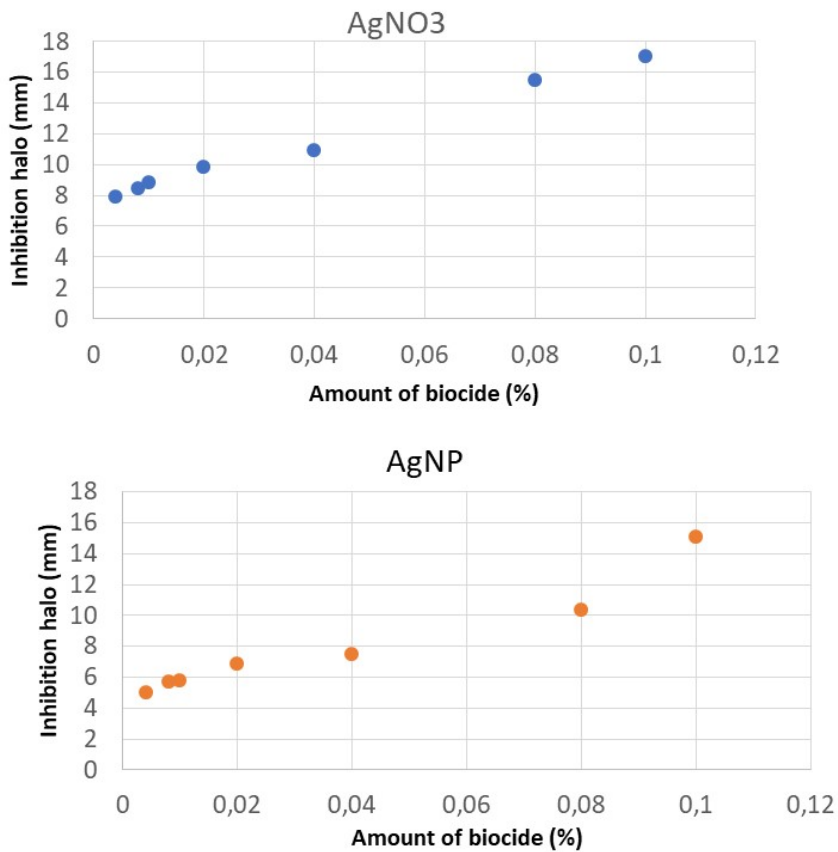 AgNO3
18
16
14
12
10
8
6
4
2
0
Inhibition halo (mm)
0 0,02 0,04 0,06 0,08 0,1 0,12
Amount of biocide (%)
AgNP
18
16
14
12
10
8
6
4
2
0
Inhibition halo (mm)
0 0,02 0,04 0,06 0,08 0,1 0,12
Amount of biocide (%)